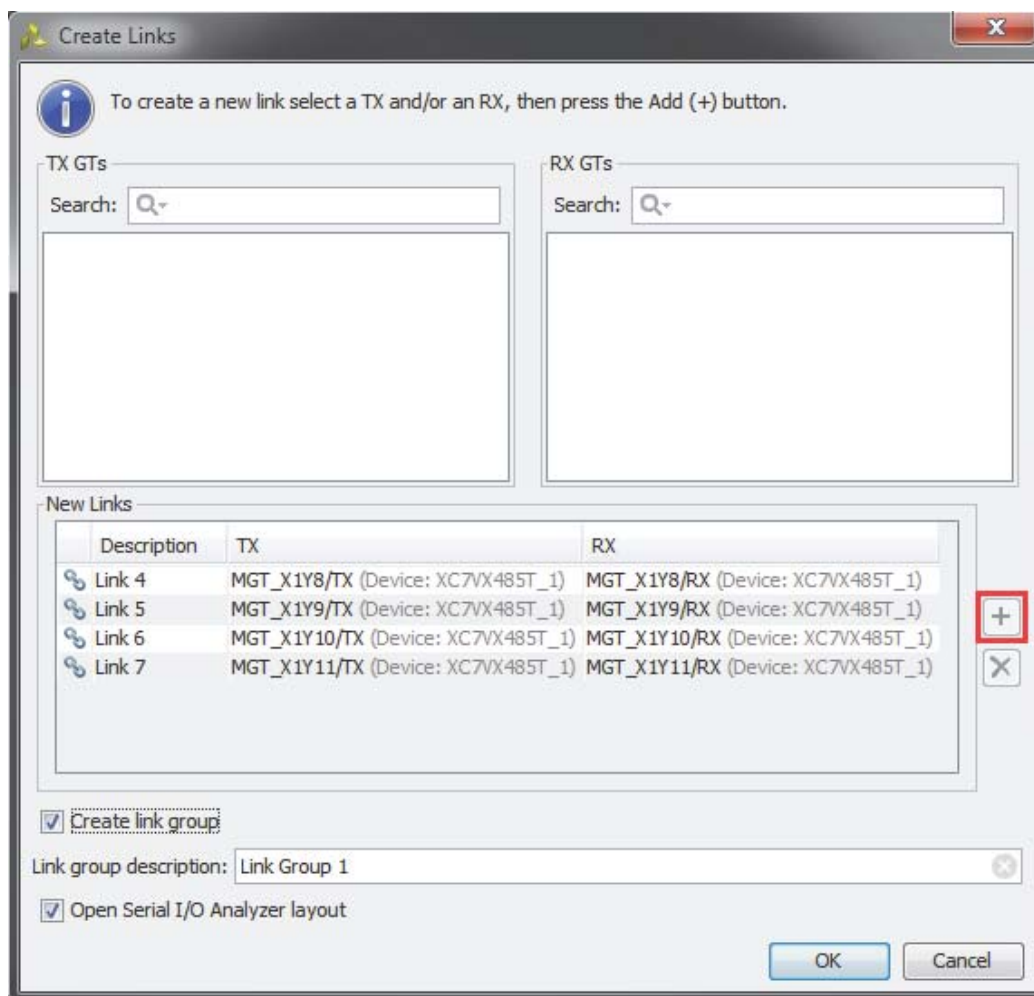 Create Links
To create a new link select a TX and/or an RX, then press the Add (+) button.
TX GTs
Search:
RX GTs
Search:
New Links
Description TX RX
Link 4 MGT_X1Y8/TX (Device: XC7VX485T_1) MGT_X1Y8/RX (Device: XC7VX485T_1)
Link 5 MGT_X1Y9/TX (Device: XC7VX485T_1) MGT_X1Y9/RX (Device: XC7VX485T_1)
Link 6 MGT_X1Y10/TX (Device: XC7VX485T_1) MGT_X1Y10/RX (Device: XC7VX485T_1)
Link 7 MGT_X1Y11/TX (Device: XC7VX485T_1) MGT_X1Y11/RX (Device: XC7VX485T_1)
Create link group
Link group description: Link Group 1
Open Serial I/O Analyzer layout
OK Cancel